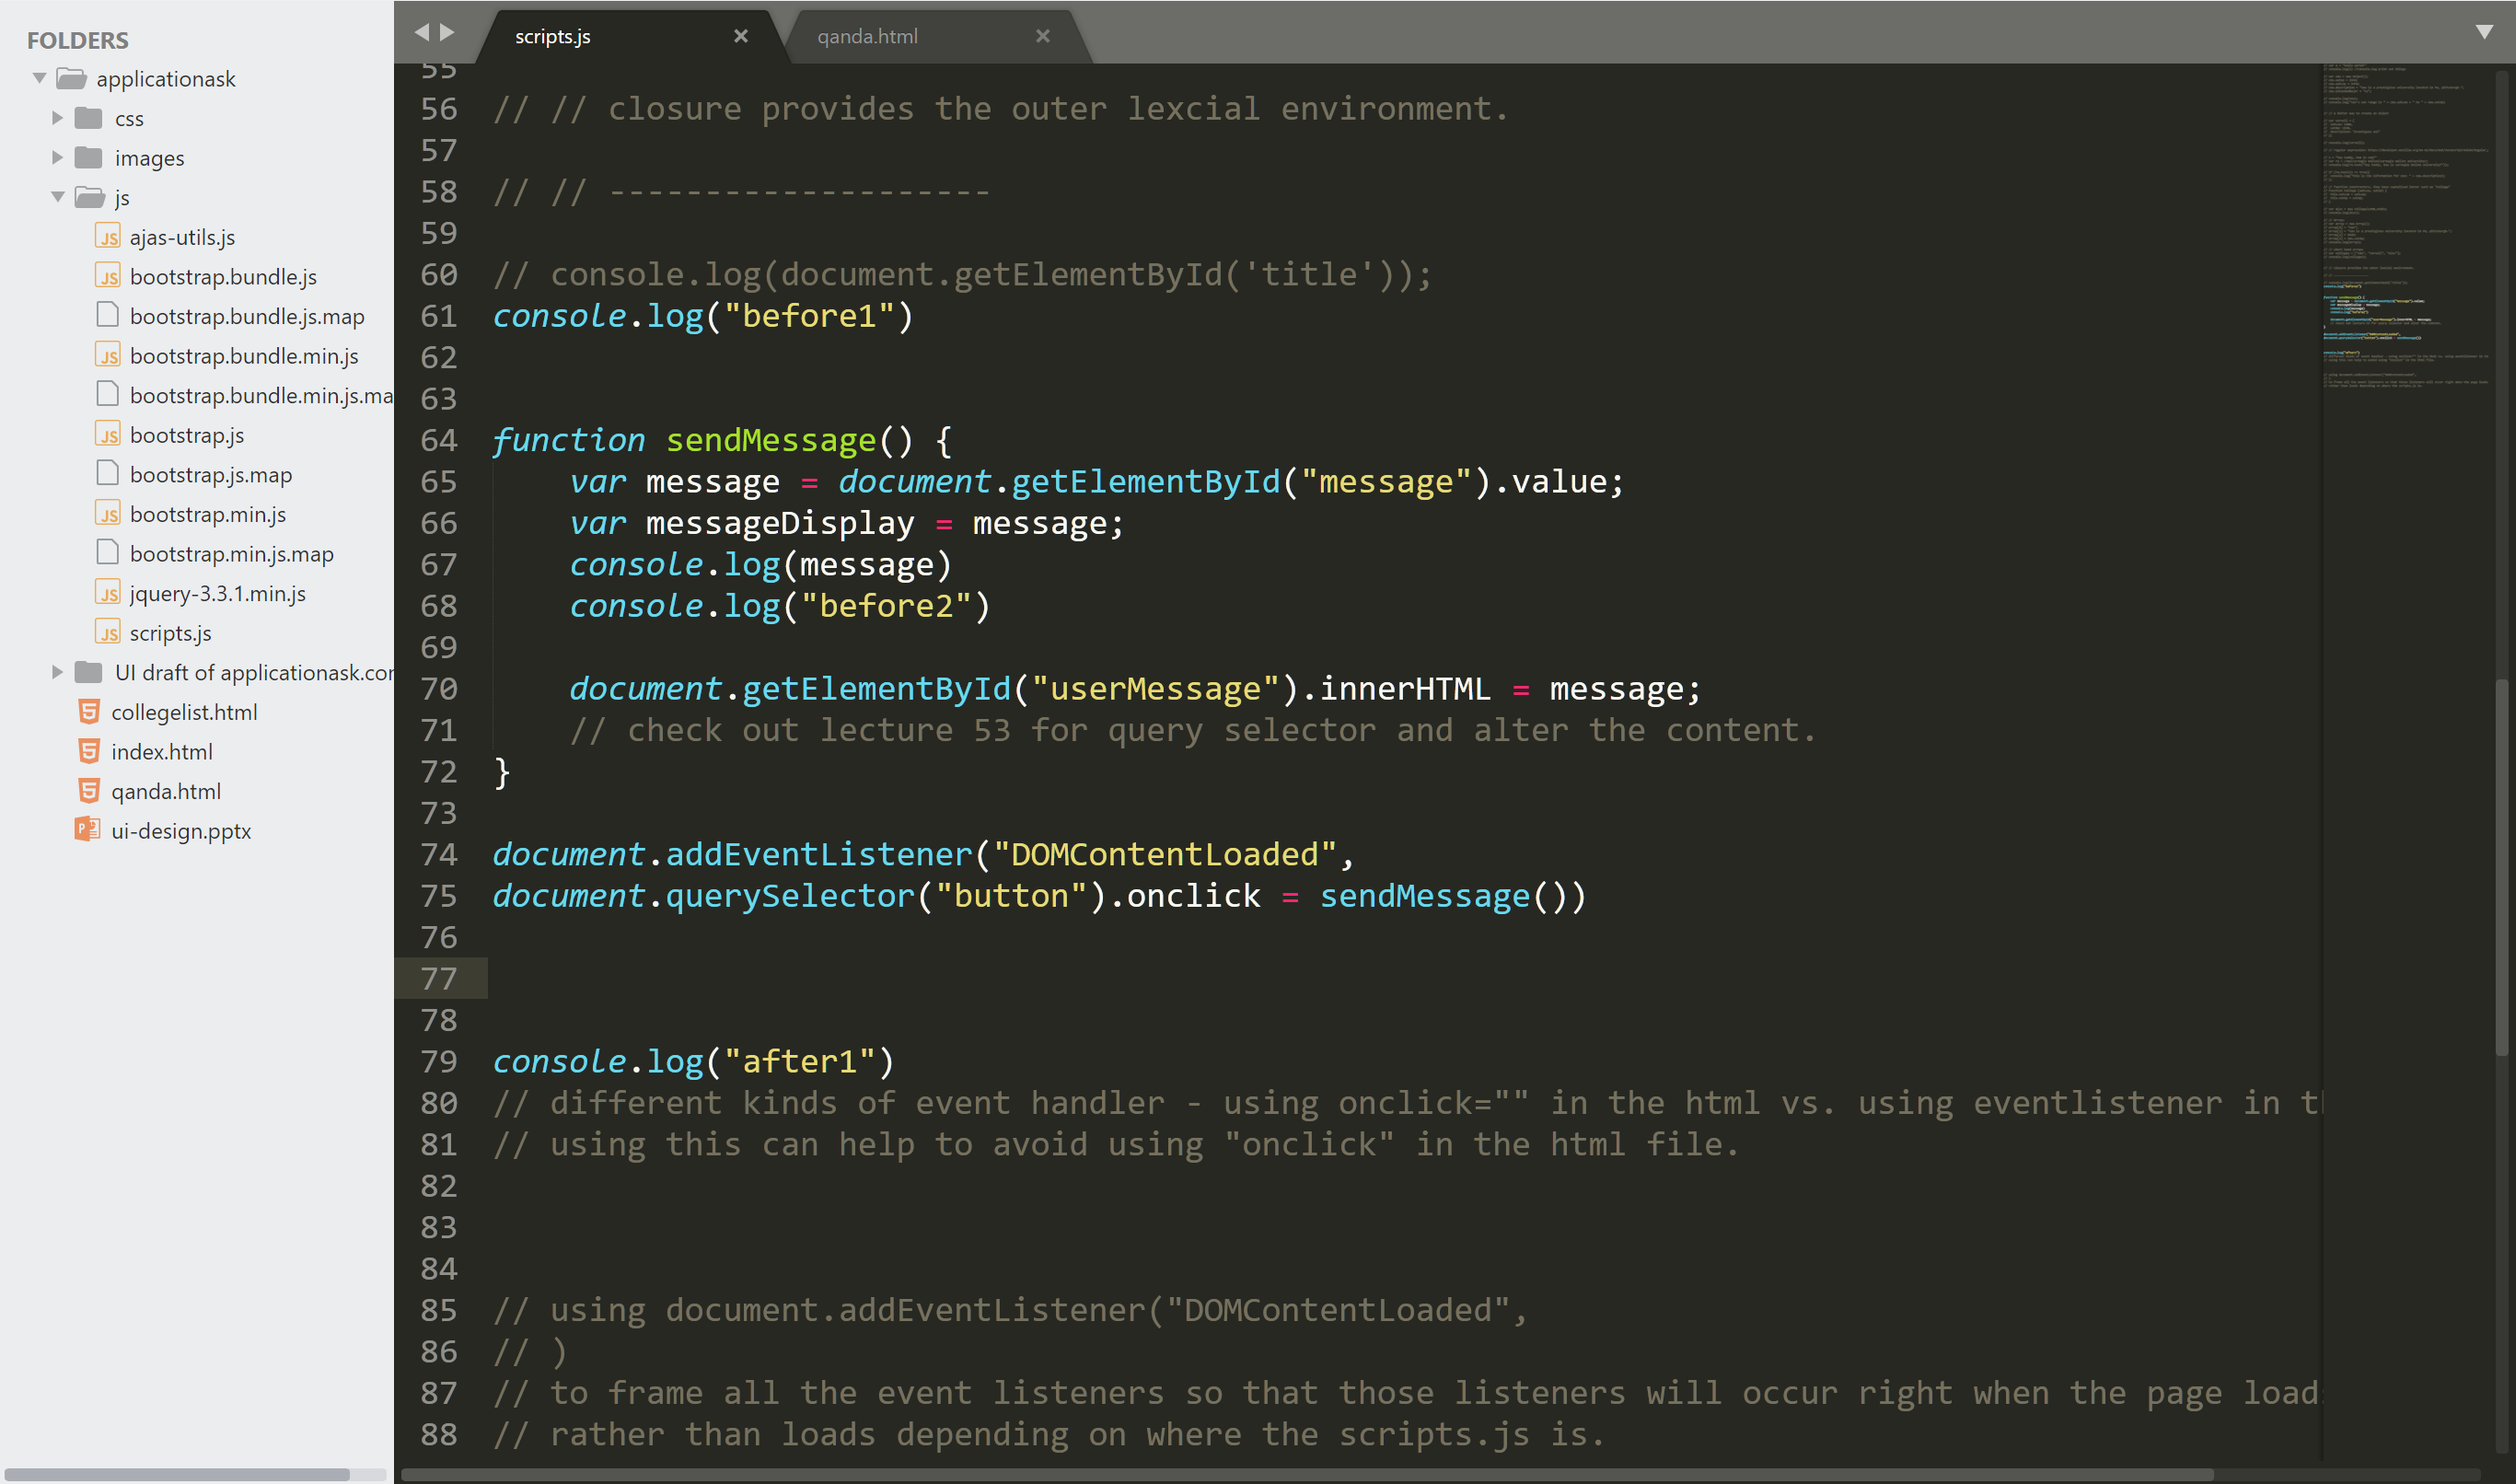 FOLDERS
applicationask
css
images
js
ajas-utils.js
bootstrap.bundle.js
bootstrap.bundle.js.map
bootstrap.bundle.min.js
bootstrap.bundle.min.js.ma
bootstrap.js
bootstrap.js.map
bootstrap.min.js
bootstrap.min.js.map
jquery-3.3.1.min.js
scripts.js
UI draft of applicationask.cor
collegelist.html
index.html
qanda.html
ui-design.pptx
scripts.js
qanda.html
55
56 // // closure provides the outer lexcial environment.
57
58 // // --------------------
59
60 // console.log(document.getElementById('title'));
61 console.log("before1")
62
63
64 function sendMessage() {
65 var message = document.getElementById("message").value;
66 var messageDisplay = message;
67 console.log(message)
68 console.log("before2")
69
70 document.getElementById("userMessage").innerHTML = message;
71 // check out lecture 53 for query selector and alter the content.
72 }
73
74 document.addEventListener("DOMContentLoaded",
75 document.querySelector("button").onclick = sendMessage())
76
77
78
79 console.log("after1")
80 // different kinds of event handler - using onclick="" in the html vs. using eventlistener in th
81 // using this can help to avoid using "onclick" in the html file.
82
83
84
85 // using document.addEventListener("DOMContentLoaded",
86 // )
87 // to frame all the event listeners so that those listeners will occur right when the page load
88 // rather than loads depending on where the scripts.js is.